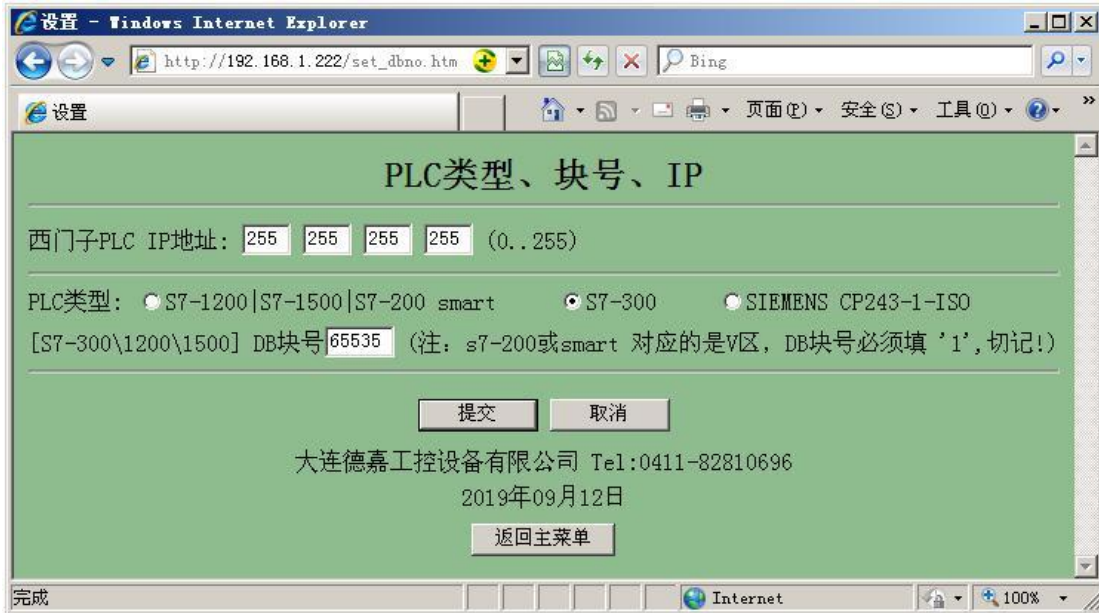 设置 - Windows Internet Explorer
http://192.168.1.222/set_dbno.htm
Bing
设置
页面(P)
安全(S)
工具(O)
»
PLC类型、块号、IP
西门子PLC IP地址: 255 255 255 255 (0..255)
PLC类型: S7-1200|S7-1500|S7-200 smart S7-300 SIEMENS CP243-1-ISO
[S7-300\1200\1500] DB块号 65535 (注: s7-200或smart 对应的是V区, DB块号必须填 '1',切记!)
提交 取消
大连德嘉工控设备有限公司 Tel:0411-82810696
2019年09月12日
返回主菜单
完成
Internet
100%